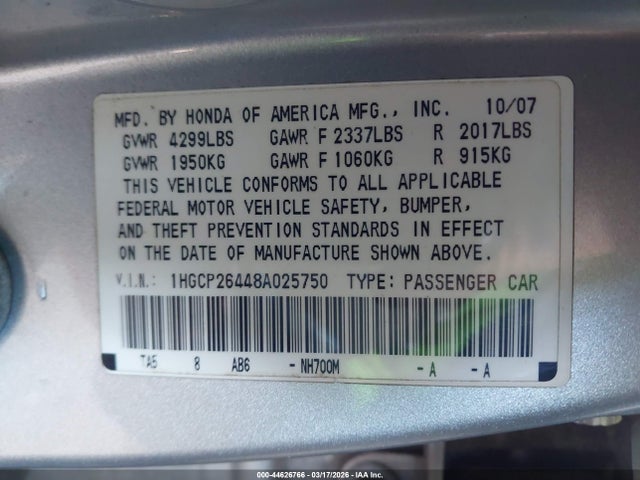 MFD. BY HONDA OF AMERICA MFG., INC. 10/07
GVWR 4299LBS GAWR F 2337LBS R 2017LBS
GVWR 1950KG GAWR F 1060KG R 915KG
THIS VEHICLE CONFORMS TO ALL APPLICABLE
FEDERAL MOTOR VEHICLE SAFETY, BUMPER,
AND THEFT PREVENTION STANDARDS IN EFFECT
ON THE DATE OF MANUFACTURE SHOWN ABOVE.
V.I.N.: 1HGCP26448A025750 TYPE: PASSENGER CAR
TA5 8 AB6 - NH700M - A - A
000-44626766 - 03/17/2026 - IAA Inc.